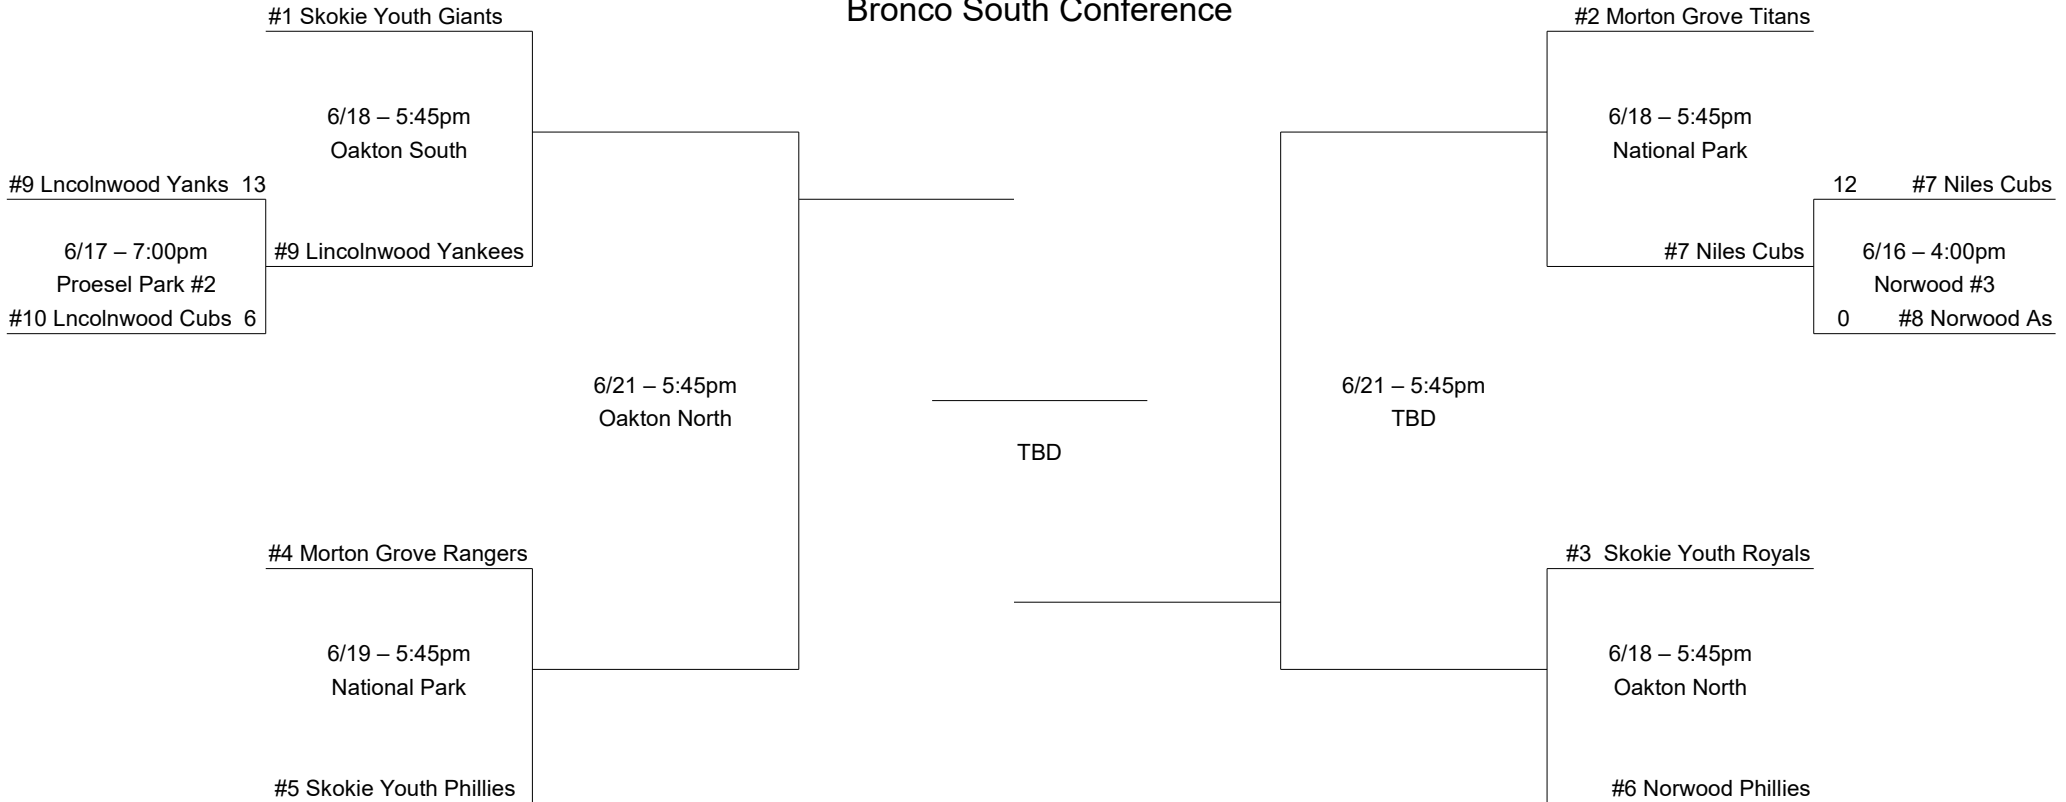 Bronco South Conference
#1 Skokie Youth Giants
#2 Morton Grove Titans
6/18 – 5:45pm
Oakton South
6/18 – 5:45pm
National Park
#9 Lncolnwood Yanks 13
12 #7 Niles Cubs
6/17 – 7:00pm
Proesel Park #2
#9 Lincolnwood Yankees
#7 Niles Cubs
6/16 – 4:00pm
Norwood #3
#10 Lncolnwood Cubs 6
0 #8 Norwood As
6/21 – 5:45pm
Oakton North
6/21 – 5:45pm
TBD
TBD
#4 Morton Grove Rangers
#3 Skokie Youth Royals
6/19 – 5:45pm
National Park
6/18 – 5:45pm
Oakton North
#5 Skokie Youth Phillies
#6 Norwood Phillies